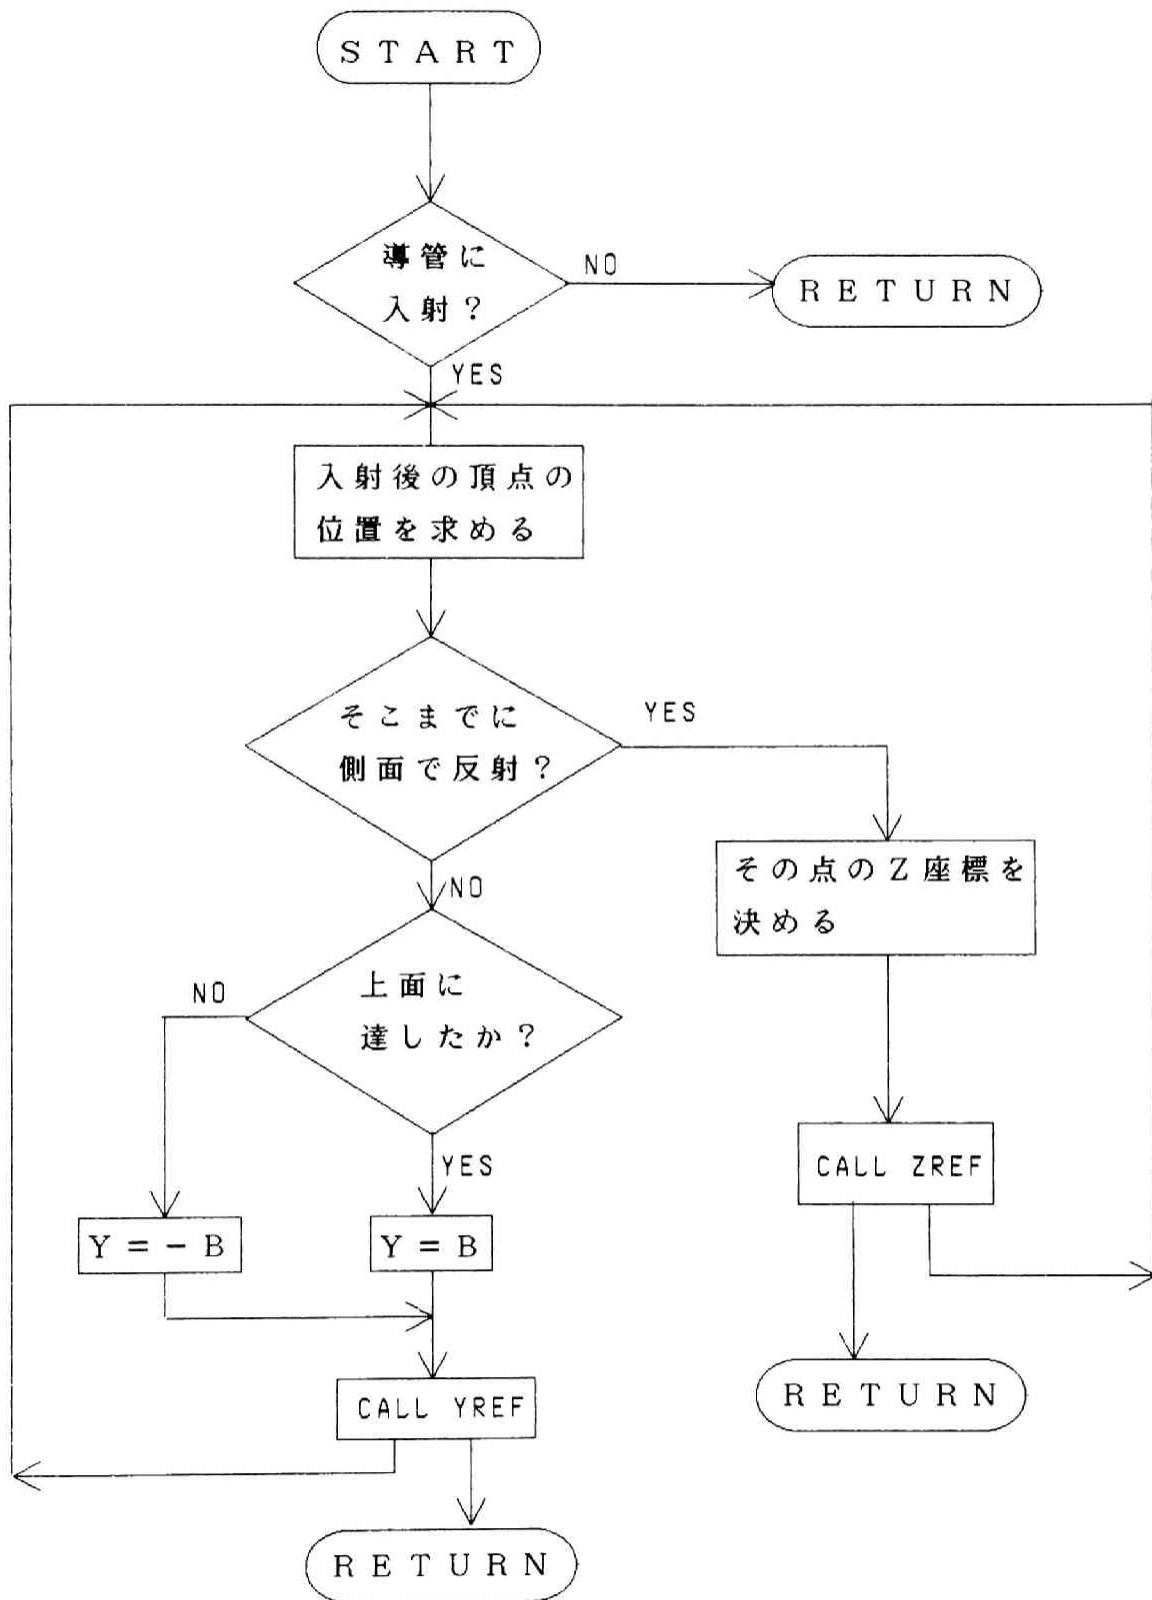 START
導管に
入射?
NO
RETURN
YES
入射後の頂点の
位置を求める
そこまでに
側面で反射?
YES
その点のZ座標を
決める
NO
上面に
達したか?
NO
YES
CALL ZREF
Y=-B
Y=B
CALL YREF
RETURN
RETURN